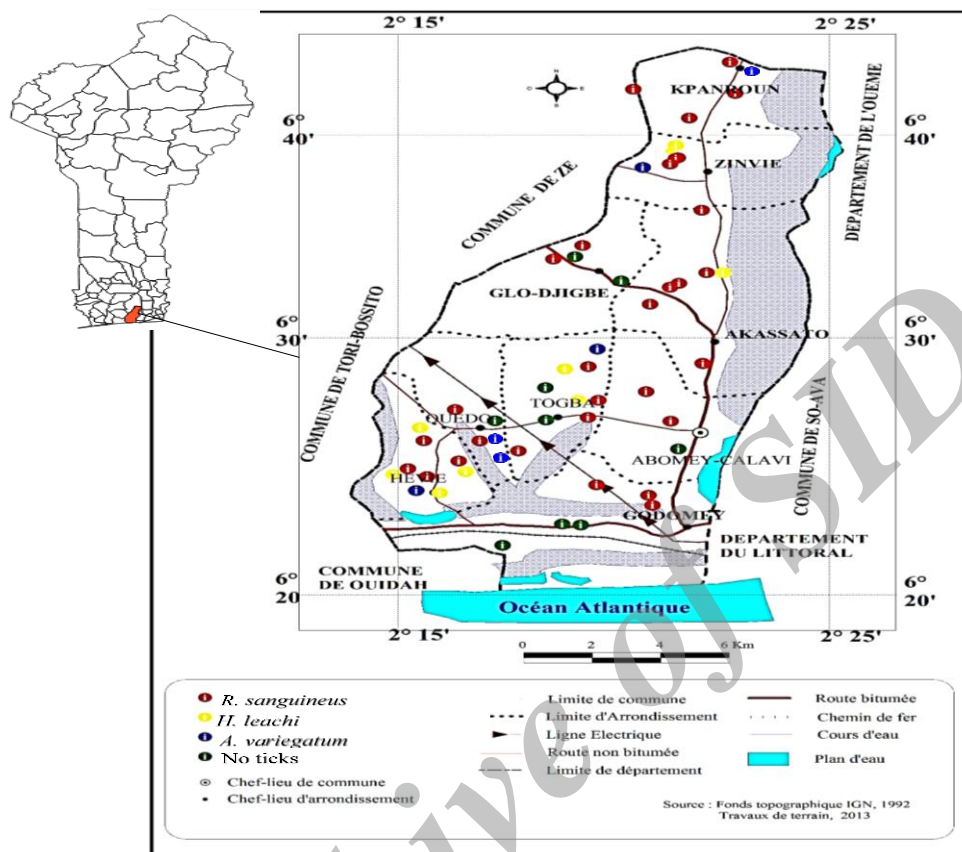 2° 15'
2° 25'
N
O
E
S
KPANROUN
6°
40'
6°
40'
ZINVIE
COMMUNE DE ZE
DEPARTEMENT DE L'OUEME
GLO-DJIGBE
6°
30'
6°
30'
AKASSATO
COMMUNE DE TORI-BOSSITO
TOGBA
OUEDO
COMMUNE DE SO-AVA
ABOMEY-CALAVI
HEVIE
GODOMEY
DEPARTEMENT
DU LITTORAL
COMMUNE
DE OUIDAH
6°
20'
6°
20'
Océan Atlantique
2° 15'
2° 25'
0 2 4 6 Km
R. sanguineus
H. leachi
A. variegatum
No ticks
Chef-lieu de commune
Chef-lieu d'arrondissement
Limite de commune
Limite d'Arrondissement
Ligne Electrique
Route non bitumée
Limite de département
Route bitumée
Chemin de fer
Cours d'eau
Plan d'eau
Source : Fonds topographique IGN, 1992
Travaux de terrain, 2013
ive of SID